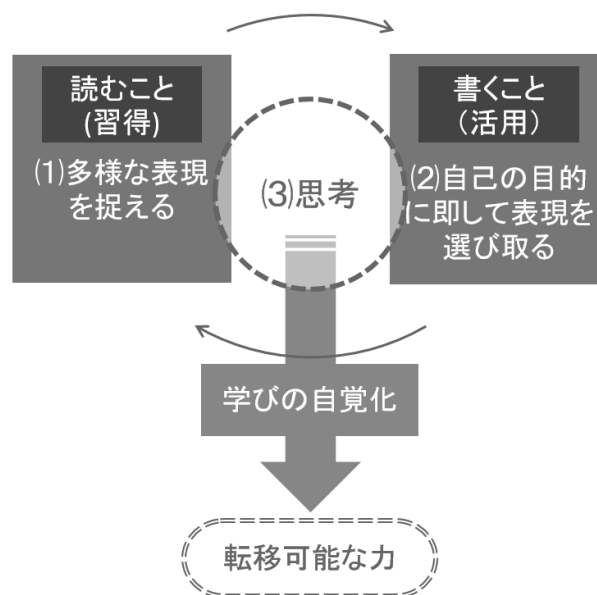 読むこと
(習得)
⑴多様な表現
を捉える
⑶思考
書くこと
（活用）
⑵自己の目的
に即して表現を
選び取る
学びの自覚化
転移可能な力